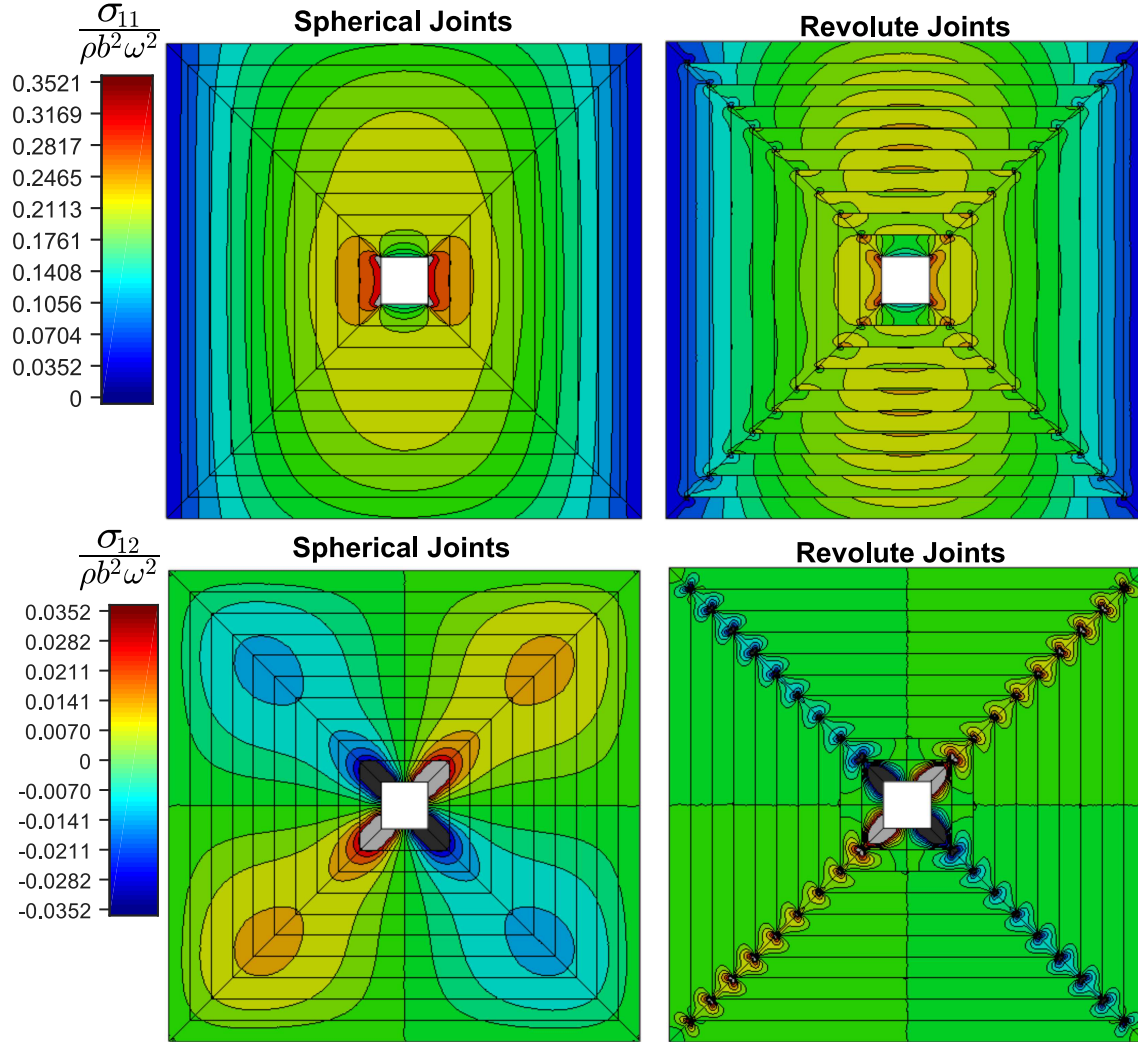 σ11
ρb²ω²
Spherical Joints
Revolute Joints
0.3521
0.3169
0.2817
0.2465
0.2113
0.1761
0.1408
0.1056
0.0704
0.0352
0
σ12
ρb²ω²
Spherical Joints
Revolute Joints
0.0352
0.0282
0.0211
0.0141
0.0070
0
-0.0070
-0.0141
-0.0211
-0.0282
-0.0352